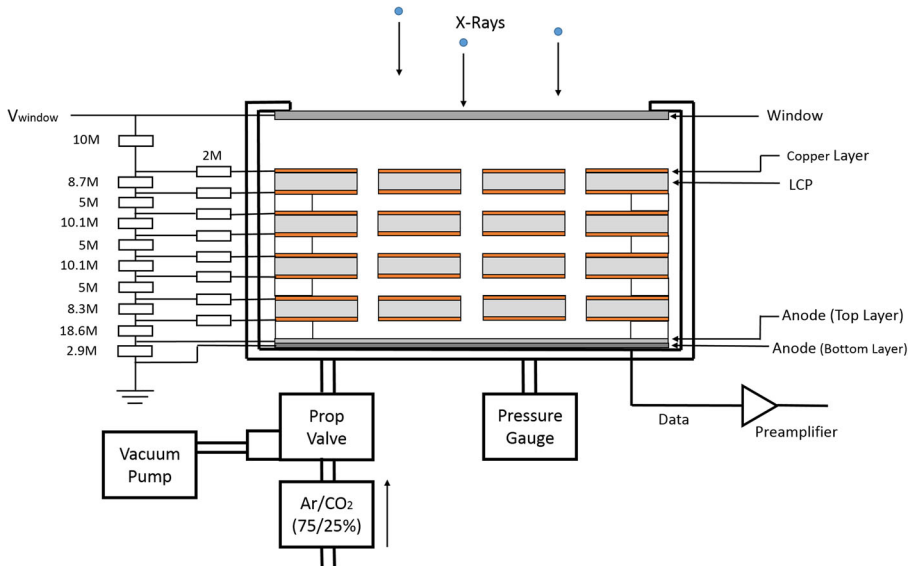 X-Rays
Vwindow
Window
10M
2M
Copper Layer
8.7M
LCP
5M
10.1M
5M
10.1M
5M
8.3M
18.6M
Anode (Top Layer)
2.9M
Anode (Bottom Layer)
Prop
Valve
Pressure
Gauge
Data
Preamplifier
Vacuum
Pump
Ar/CO₂
(75/25%)